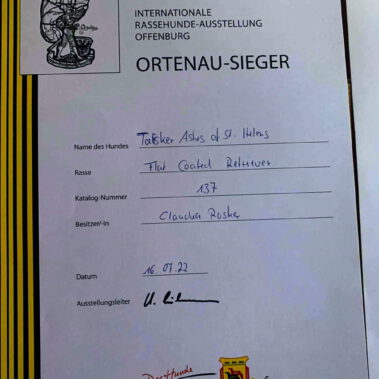 INTERNATIONALE
RASSEHUNDE-AUSSTELLUNG
OFFENBURG
ORTENAU-SIEGER
Name des Hundes Talisker Ashes of St. Helens
Rasse Flat Coated Retriever
Katalog-Nummer 137
Besitzer/-in Claudia
Datum 16.07.22
Ausstellungsleiter